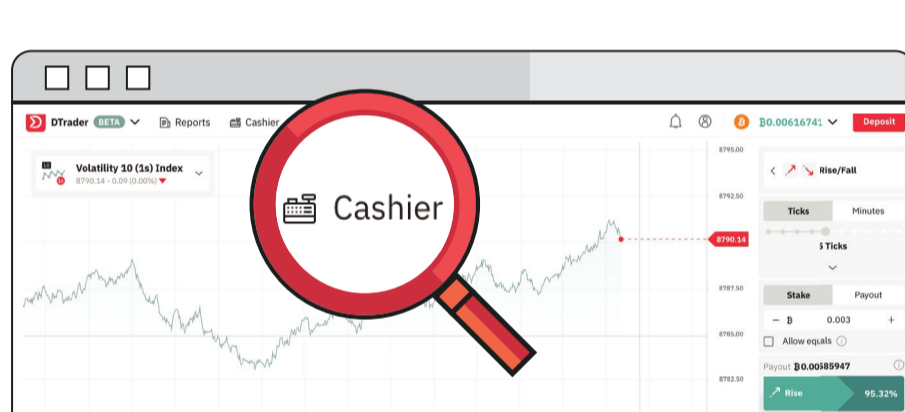 DTrader BETA Reports Cashier ₿0.00616741 Deposit
Volatility 10 (1s) Index
8790.14 - 0.09 (0.00%)
Cashier
8795.00
8792.50
8790.14
8787.50
8785.00
8782.50
Rise/Fall
Ticks Minutes
5 Ticks
Stake Payout
− ₿ 0.003 +
Allow equals
Payout ₿0.00585947
Rise 95.32%